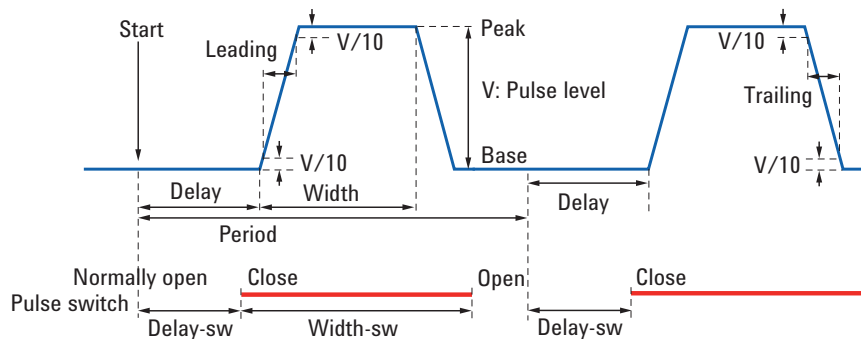 Start
Leading
V/10
Peak
V/10
V: Pulse level
Trailing
V/10
Base
V/10
Delay
Width
Delay
Period
Normally open
Pulse switch
Close
Open
Close
Delay-sw
Width-sw
Delay-sw